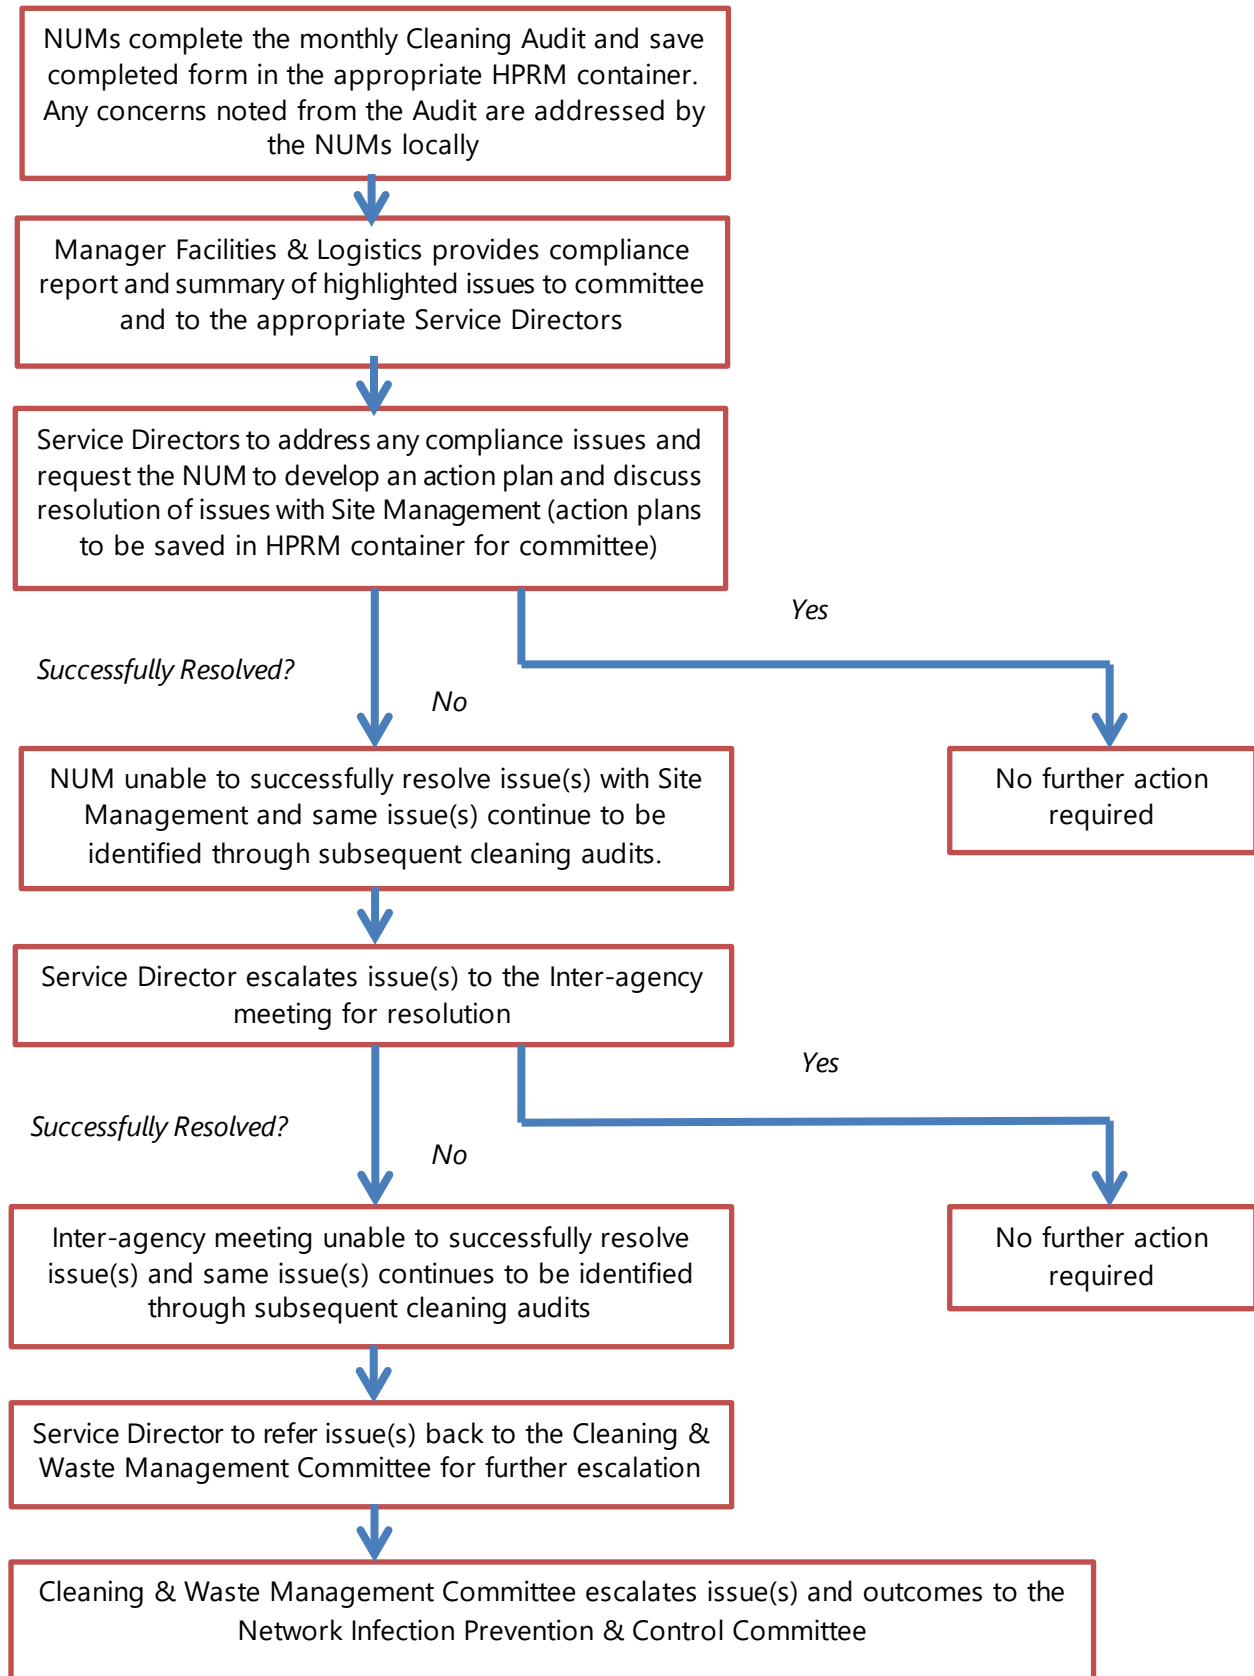 NUMs complete the monthly Cleaning Audit and save
completed form in the appropriate HPRM container.
Any concerns noted from the Audit are addressed by
the NUMs locally
Manager Facilities & Logistics provides compliance
report and summary of highlighted issues to committee
and to the appropriate Service Directors
Service Directors to address any compliance issues and
request the NUM to develop an action plan and discuss
resolution of issues with Site Management (action plans
to be saved in HPRM container for committee)
Yes
Successfully Resolved?
No
NUM unable to successfully resolve issue(s) with Site
Management and same issue(s) continue to be
identified through subsequent cleaning audits.
No further action
required
Service Director escalates issue(s) to the Inter-agency
meeting for resolution
Yes
Successfully Resolved?
No
Inter-agency meeting unable to successfully resolve
issue(s) and same issue(s) continues to be identified
through subsequent cleaning audits
No further action
required
Service Director to refer issue(s) back to the Cleaning &
Waste Management Committee for further escalation
Cleaning & Waste Management Committee escalates issue(s) and outcomes to the
Network Infection Prevention & Control Committee